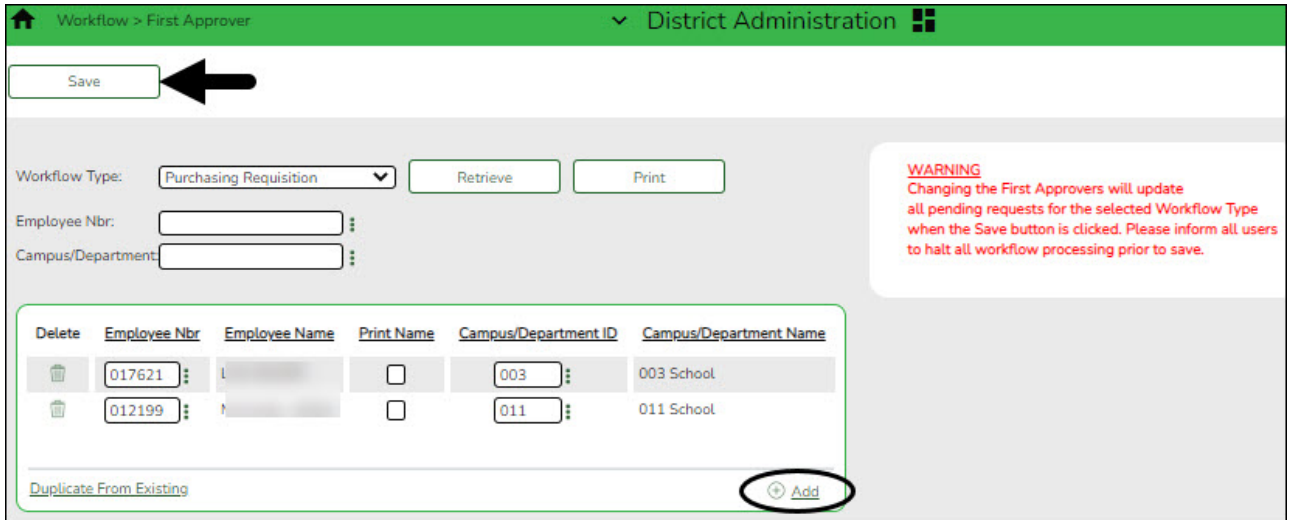 Workflow > First Approver
District Administration
Save
Workflow Type: Purchasing Requisition Retrieve Print
Employee Nbr:
Campus/Department:
WARNING
Changing the First Approvers will update
all pending requests for the selected Workflow Type
when the Save button is clicked. Please inform all users
to halt all workflow processing prior to save.
Delete Employee Nbr Employee Name Print Name Campus/Department ID Campus/Department Name
017621 003 003 School
012199 011 011 School
Duplicate From Existing Add